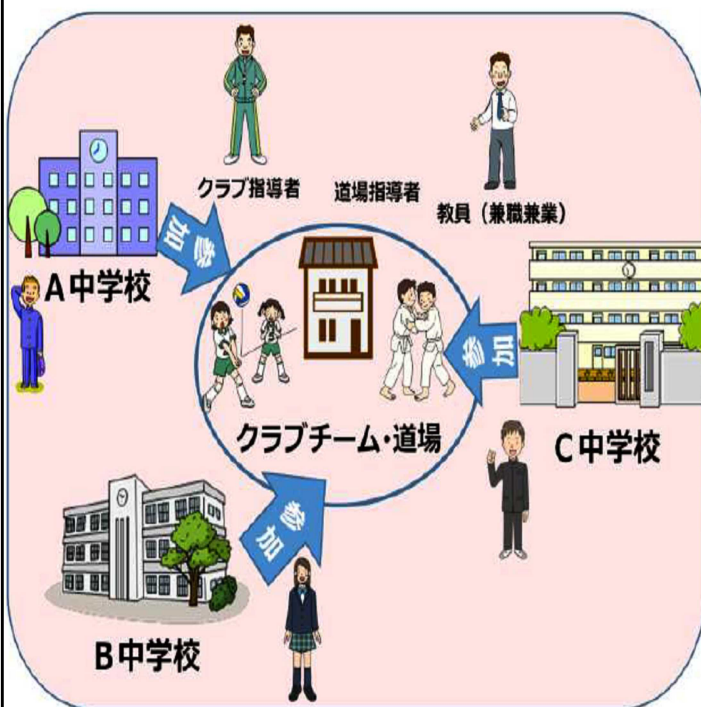 クラブ指導者
道場指導者
教員（兼職兼業）
参加
A中学校
参加
クラブチーム・道場
C中学校
参加
B中学校